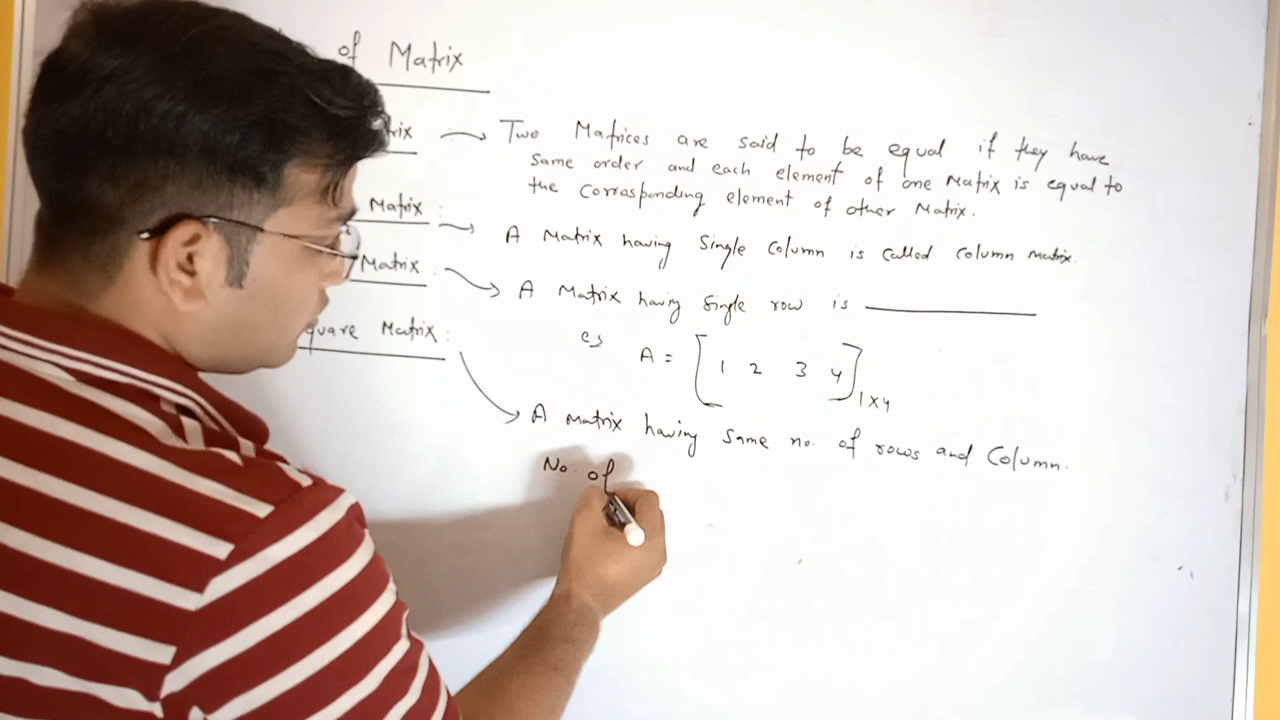 of Matrix
rix :→ Two Matrices are said to be equal if they have
same order and each element of one Matrix is equal to
the corrasponding element of other Matrix.
Matrix : → A Matrix having Single Column is called Column Matrix.
Matrix : → A Matrix having Single row is ______
eg A = [1 2 3 4]1x4
quare Matrix :
→ A Matrix having Same no. of rows and Column.
No. of